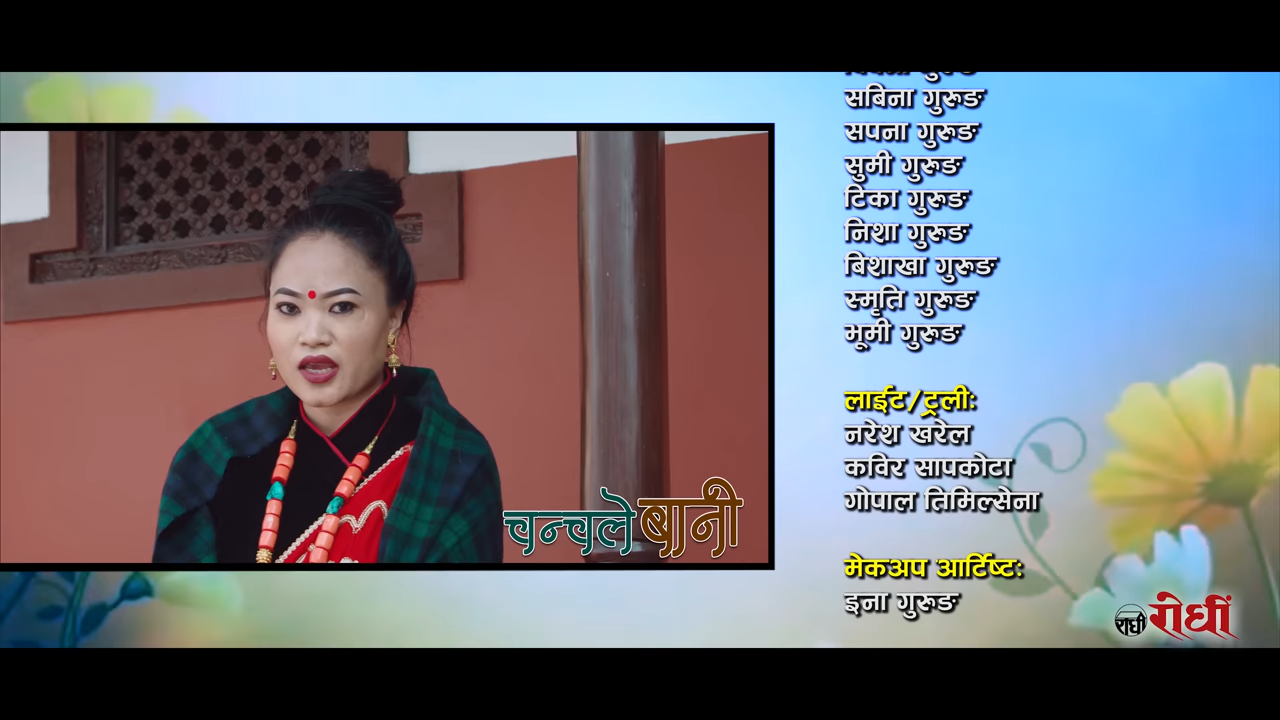 सबिना गुरूङ
सपना गुरूङ
सुमी गुरूङ
टिका गुरूङ
निशा गुरूङ
बिशाखा गुरूङ
स्मृति गुरूङ
भूमी गुरूङ
लाईट/ट्रली:
नरेश खरेल
कविर सापकोटा
गोपाल तिमिल्सेना
मेकअप आर्टिष्ट:
इना गुरूङ
चन्चले बानी
रोधीं